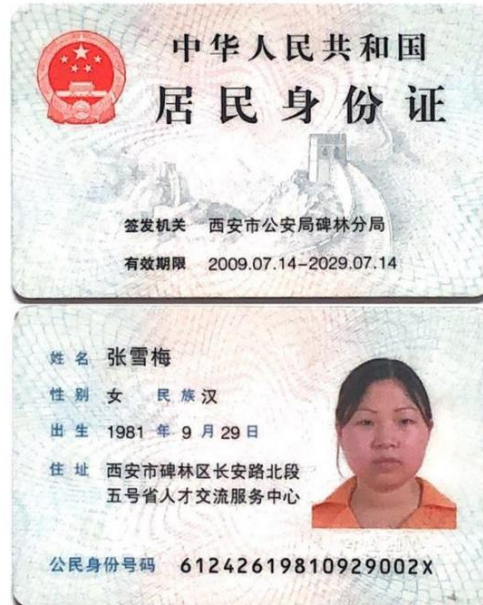 中华人民共和国
居民身份证
签发机关 西安市公安局碑林分局
有效期限 2009.07.14-2029.07.14
姓名 张雪梅
性别 女 民族 汉
出生 1981 年 9 月 29 日
住址 西安市碑林区长安路北段
五号省人才交流服务中心
公民身份号码 61242619810929002X